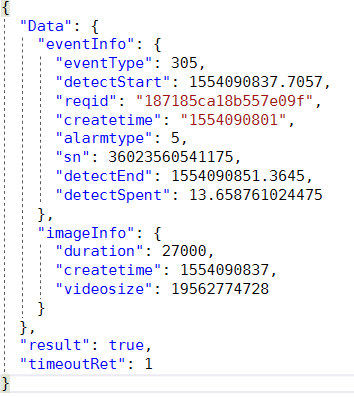 {
  "Data": {
    "eventInfo": {
      "eventType": 305,
      "detectStart": 1554090837.7057,
      "reqid": "187185ca18b557e09f",
      "createtime": "1554090801",
      "alarmtype": 5,
      "sn": 36023560541175,
      "detectEnd": 1554090851.3645,
      "detectSpent": 13.658761024475
    },
    "imageInfo": {
      "duration": 27000,
      "createtime": 1554090837,
      "videosize": 19562774728
    }
  },
  "result": true,
  "timeoutRet": 1
}